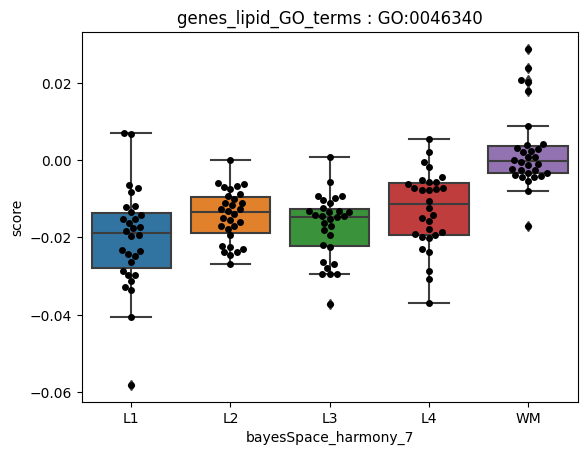 genes_lipid_GO_terms : GO:0046340
0.02
0.00
−0.02
−0.04
−0.06
score
L1 L2 L3 L4 WM
bayesSpace_harmony_7